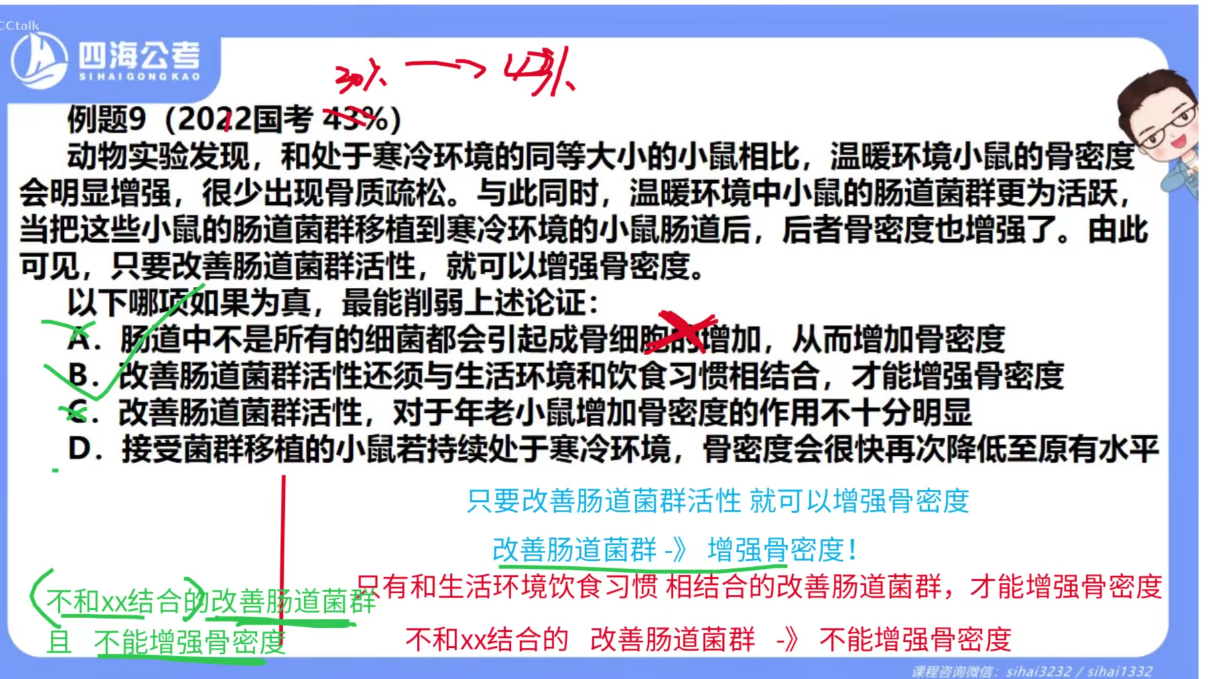 CCtalk
四海公考
SIHAIGONGKAO
30% → 43%
例题9（2022国考 43%）
动物实验发现，和处于寒冷环境的同等大小的小鼠相比，温暖环境小鼠的骨密度
会明显增强，很少出现骨质疏松。与此同时，温暖环境中小鼠的肠道菌群更为活跃，
当把这些小鼠的肠道菌群移植到寒冷环境的小鼠肠道后，后者骨密度也增强了。由此
可见，只要改善肠道菌群活性，就可以增强骨密度。
以下哪项如果为真，最能削弱上述论证：
A．肠道中不是所有的细菌都会引起成骨细胞的增加，从而增加骨密度
B．改善肠道菌群活性还须与生活环境和饮食习惯相结合，才能增强骨密度
C．改善肠道菌群活性，对于年老小鼠增加骨密度的作用不十分明显
D．接受菌群移植的小鼠若持续处于寒冷环境，骨密度会很快再次降低至原有水平
只要改善肠道菌群活性 就可以增强骨密度
改善肠道菌群 -》 增强骨密度！
只有和生活环境饮食习惯 相结合的改善肠道菌群，才能增强骨密度
不和xx结合的改善肠道菌群
且 不能增强骨密度
不和xx结合的 改善肠道菌群 -》 不能增强骨密度
课程咨询微信：sihai3232 / sihai1332